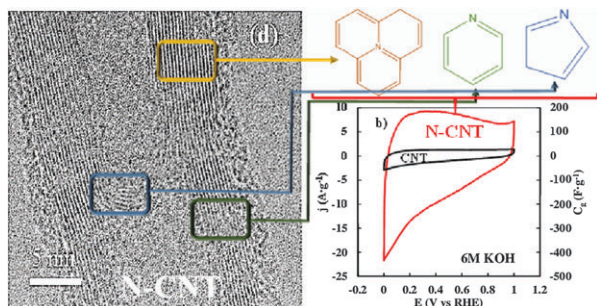 (d)
5 nm
N-CNT
N
N
N
b)
N-CNT
CNT
6M KOH
j (A·g⁻¹)
10
5
0
-5
-10
-15
-20
-25
C_g (F·g⁻¹)
200
100
0
-100
-200
-300
-400
-500
-0.2 0 0.2 0.4 0.6 0.8 1 1.2
E (V vs RHE)